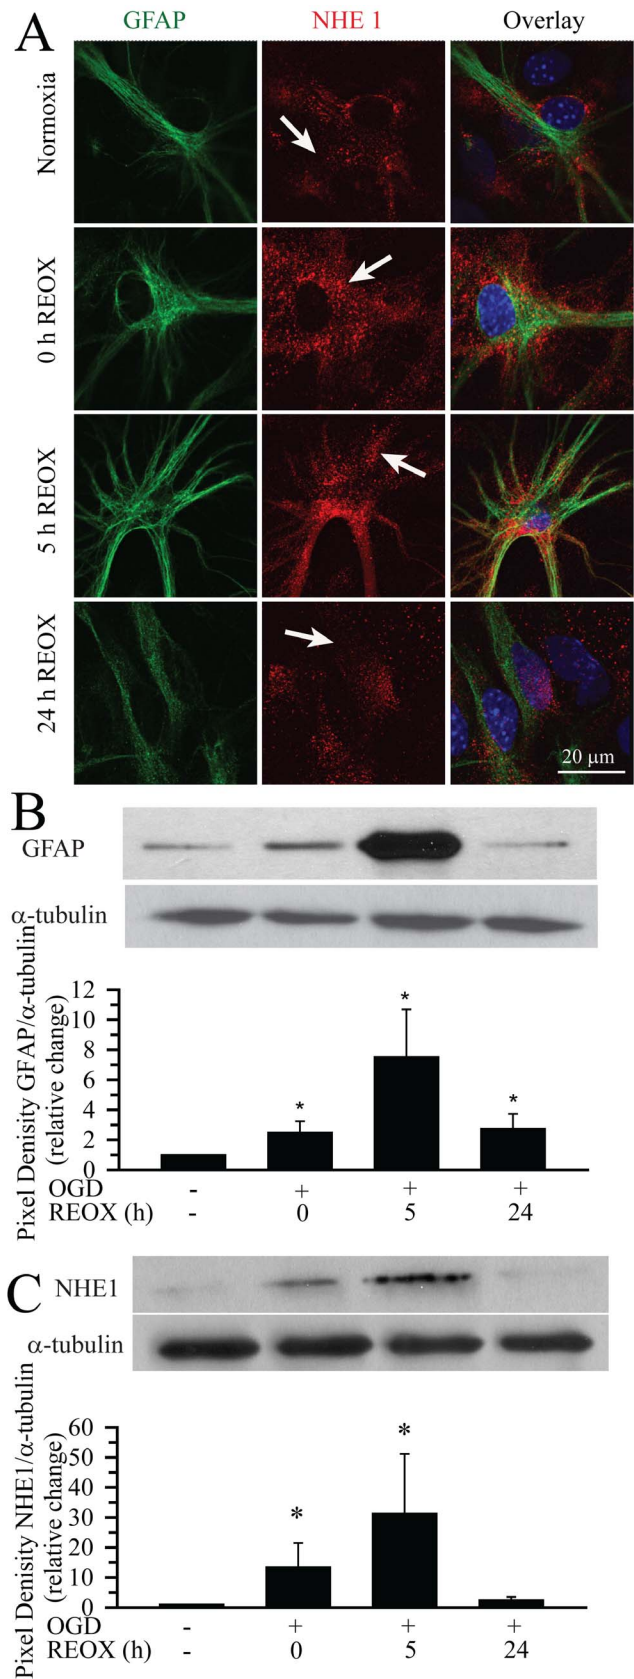 A
GFAP NHE 1 Overlay
Normoxia
0 h REOX
5 h REOX
24 h REOX
20 μm
B
GFAP
α-tubulin
Pixel Denisity GFAP/α-tubulin
(relative change)
12
10
8
6
4
2
0
* * *
OGD - + + +
REOX (h) - 0 5 24
C
NHE1
α-tubulin
Pixel Density NHE1/α-tubulin
(relative change)
60
50
40
30
20
10
0
* *
OGD - + + +
REOX (h) - 0 5 24